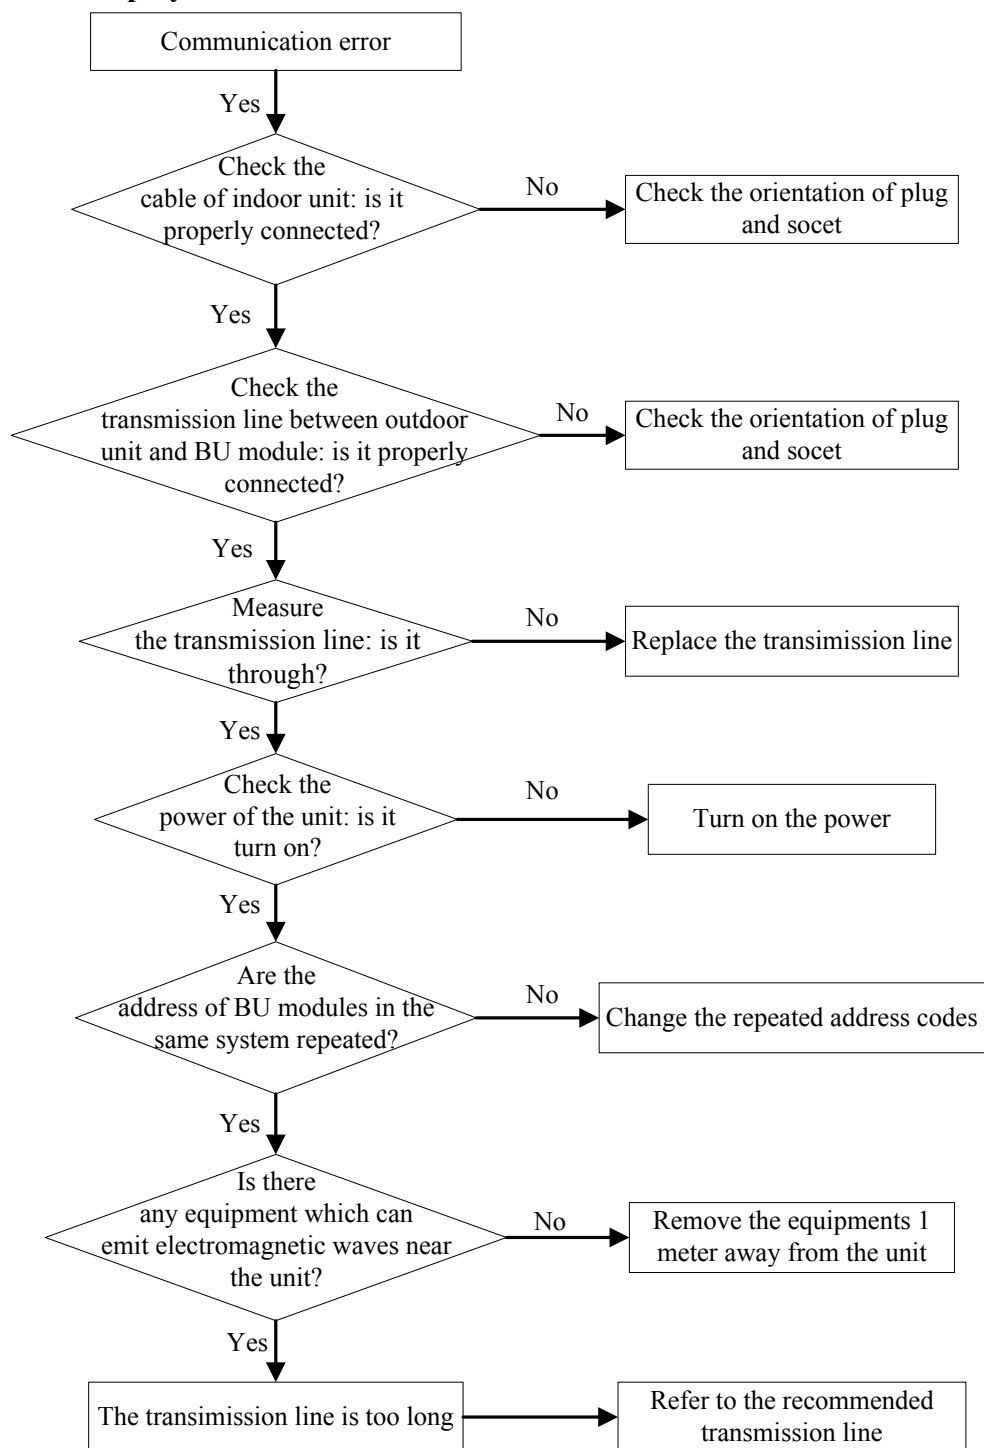 Communication error
Yes
Check the
cable of indoor unit: is it
properly connected?
No
Check the orientation of plug
and socet
Yes
Check the
transmission line between outdoor
unit and BU module: is it properly
connected?
No
Check the orientation of plug
and socet
Yes
Measure
the transmission line: is it
through?
No
Replace the transimission line
Yes
Check the
power of the unit: is it
turn on?
No
Turn on the power
Yes
Are the
address of BU modules in the
same system repeated?
No
Change the repeated address codes
Yes
Is there
any equipment which can
emit electromagnetic waves near
the unit?
No
Remove the equipments 1
meter away from the unit
Yes
The transimission line is too long
Refer to the recommended
transmission line